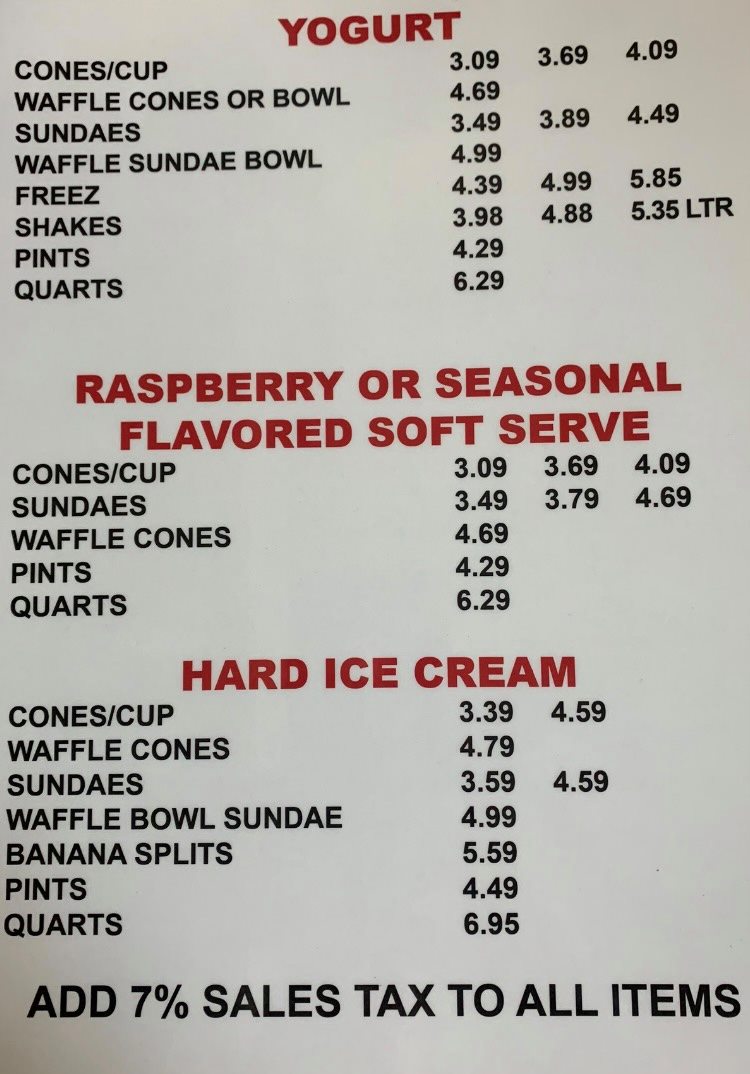 YOGURT
CONES/CUP 3.09 3.69 4.09
WAFFLE CONES OR BOWL 4.69
SUNDAES 3.49 3.89 4.49
WAFFLE SUNDAE BOWL 4.99
FREEZ 4.39 4.99 5.85
SHAKES 3.98 4.88 5.35 LTR
PINTS 4.29
QUARTS 6.29
RASPBERRY OR SEASONAL
FLAVORED SOFT SERVE
CONES/CUP 3.09 3.69 4.09
SUNDAES 3.49 3.79 4.69
WAFFLE CONES 4.69
PINTS 4.29
QUARTS 6.29
HARD ICE CREAM
CONES/CUP 3.39 4.59
WAFFLE CONES 4.79
SUNDAES 3.59 4.59
WAFFLE BOWL SUNDAE 4.99
BANANA SPLITS 5.59
PINTS 4.49
QUARTS 6.95
ADD 7% SALES TAX TO ALL ITEMS